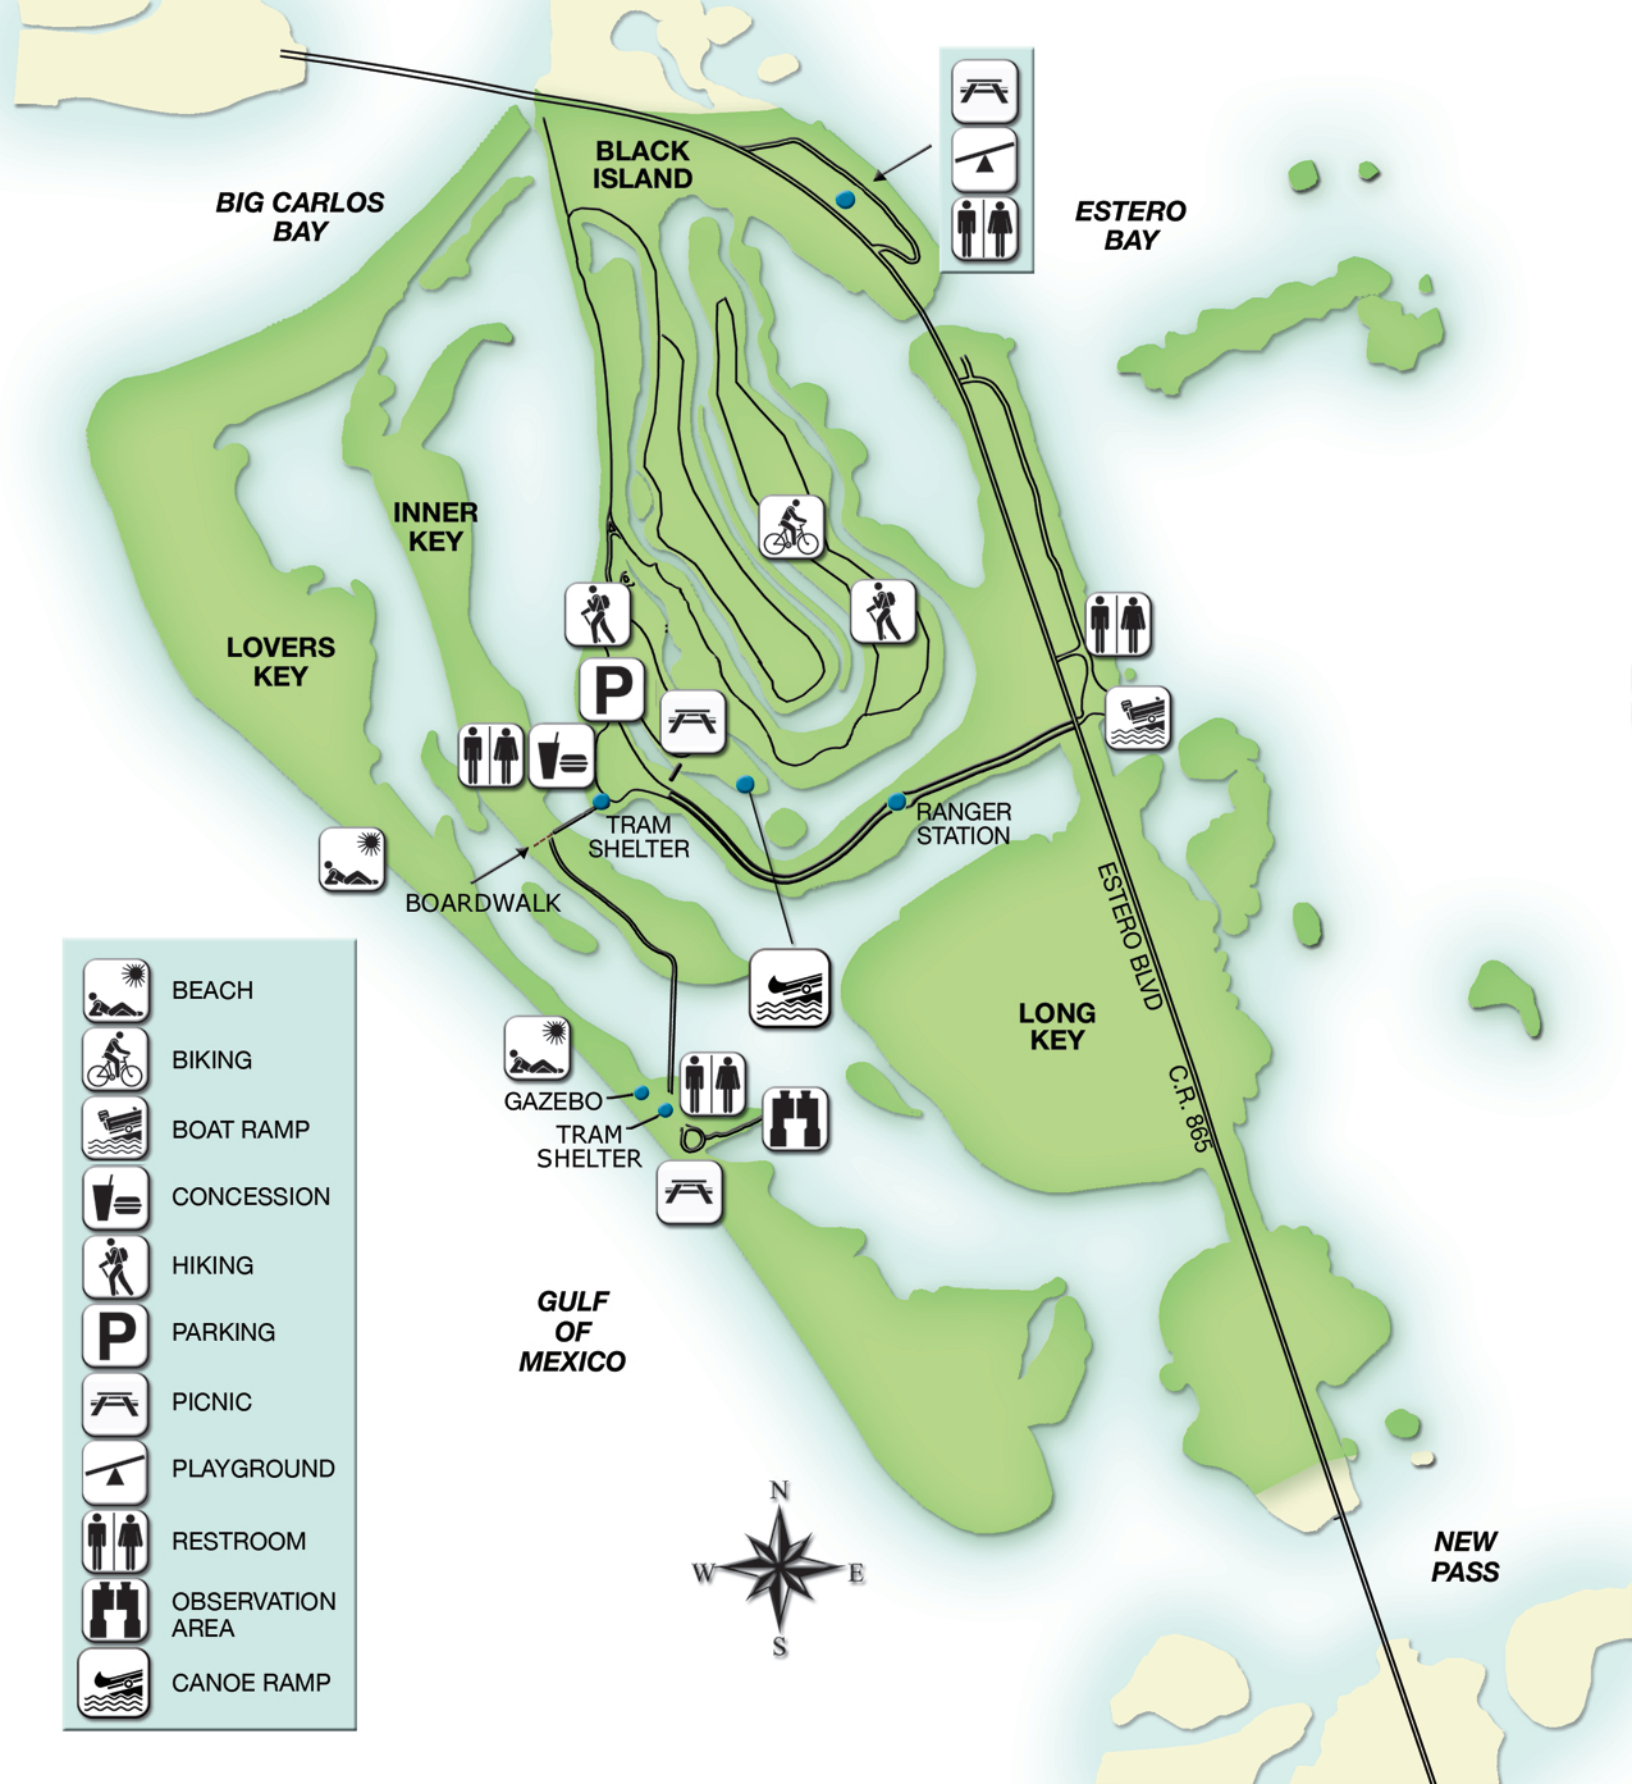 BLACK
ISLAND
BIG CARLOS
BAY
ESTERO
BAY
INNER
KEY
LOVERS
KEY
P
TRAM
SHELTER
RANGER
STATION
BOARDWALK
ESTERO BLVD
C.R. 865
LONG
KEY
GAZEBO
TRAM
SHELTER
GULF
OF
MEXICO
NEW
PASS
N
W
E
S
BEACH
BIKING
BOAT RAMP
CONCESSION
HIKING
P
PARKING
PICNIC
PLAYGROUND
RESTROOM
OBSERVATION
AREA
CANOE RAMP